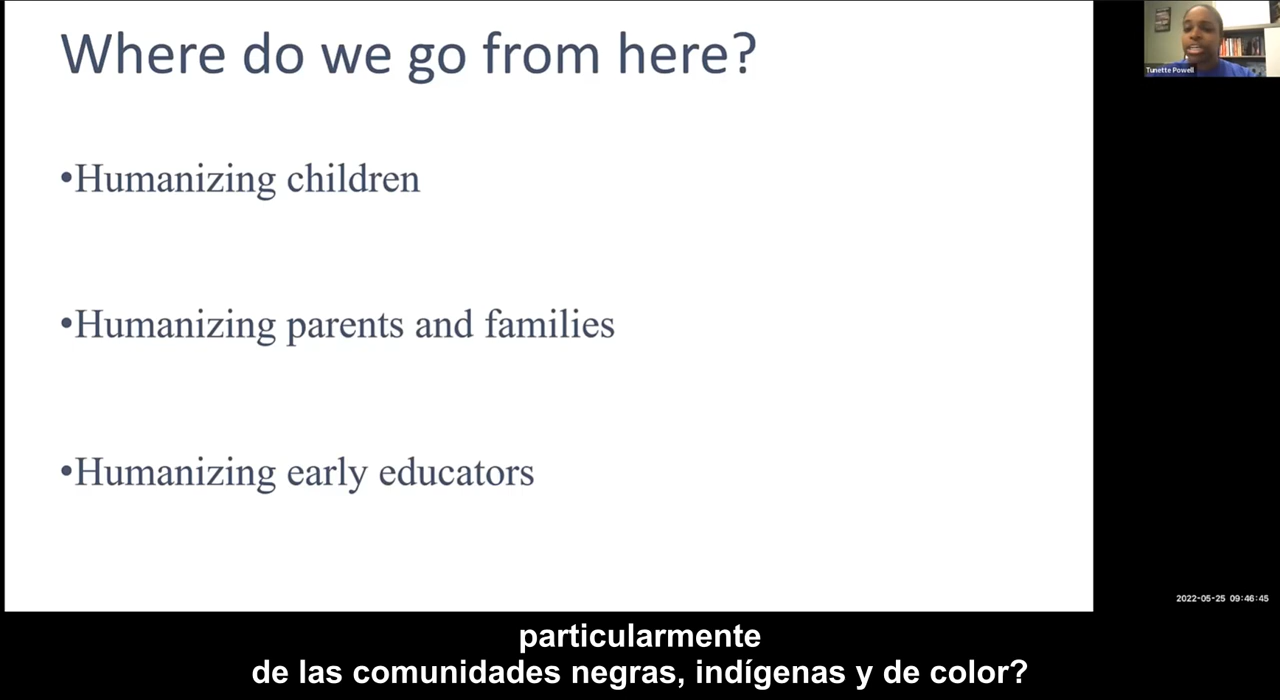 Where do we go from here?
Tunette Powell
•Humanizing children
•Humanizing parents and families
•Humanizing early educators
2022-05-25 09:46:45
particularmente
de las comunidades negras, indígenas y de color?